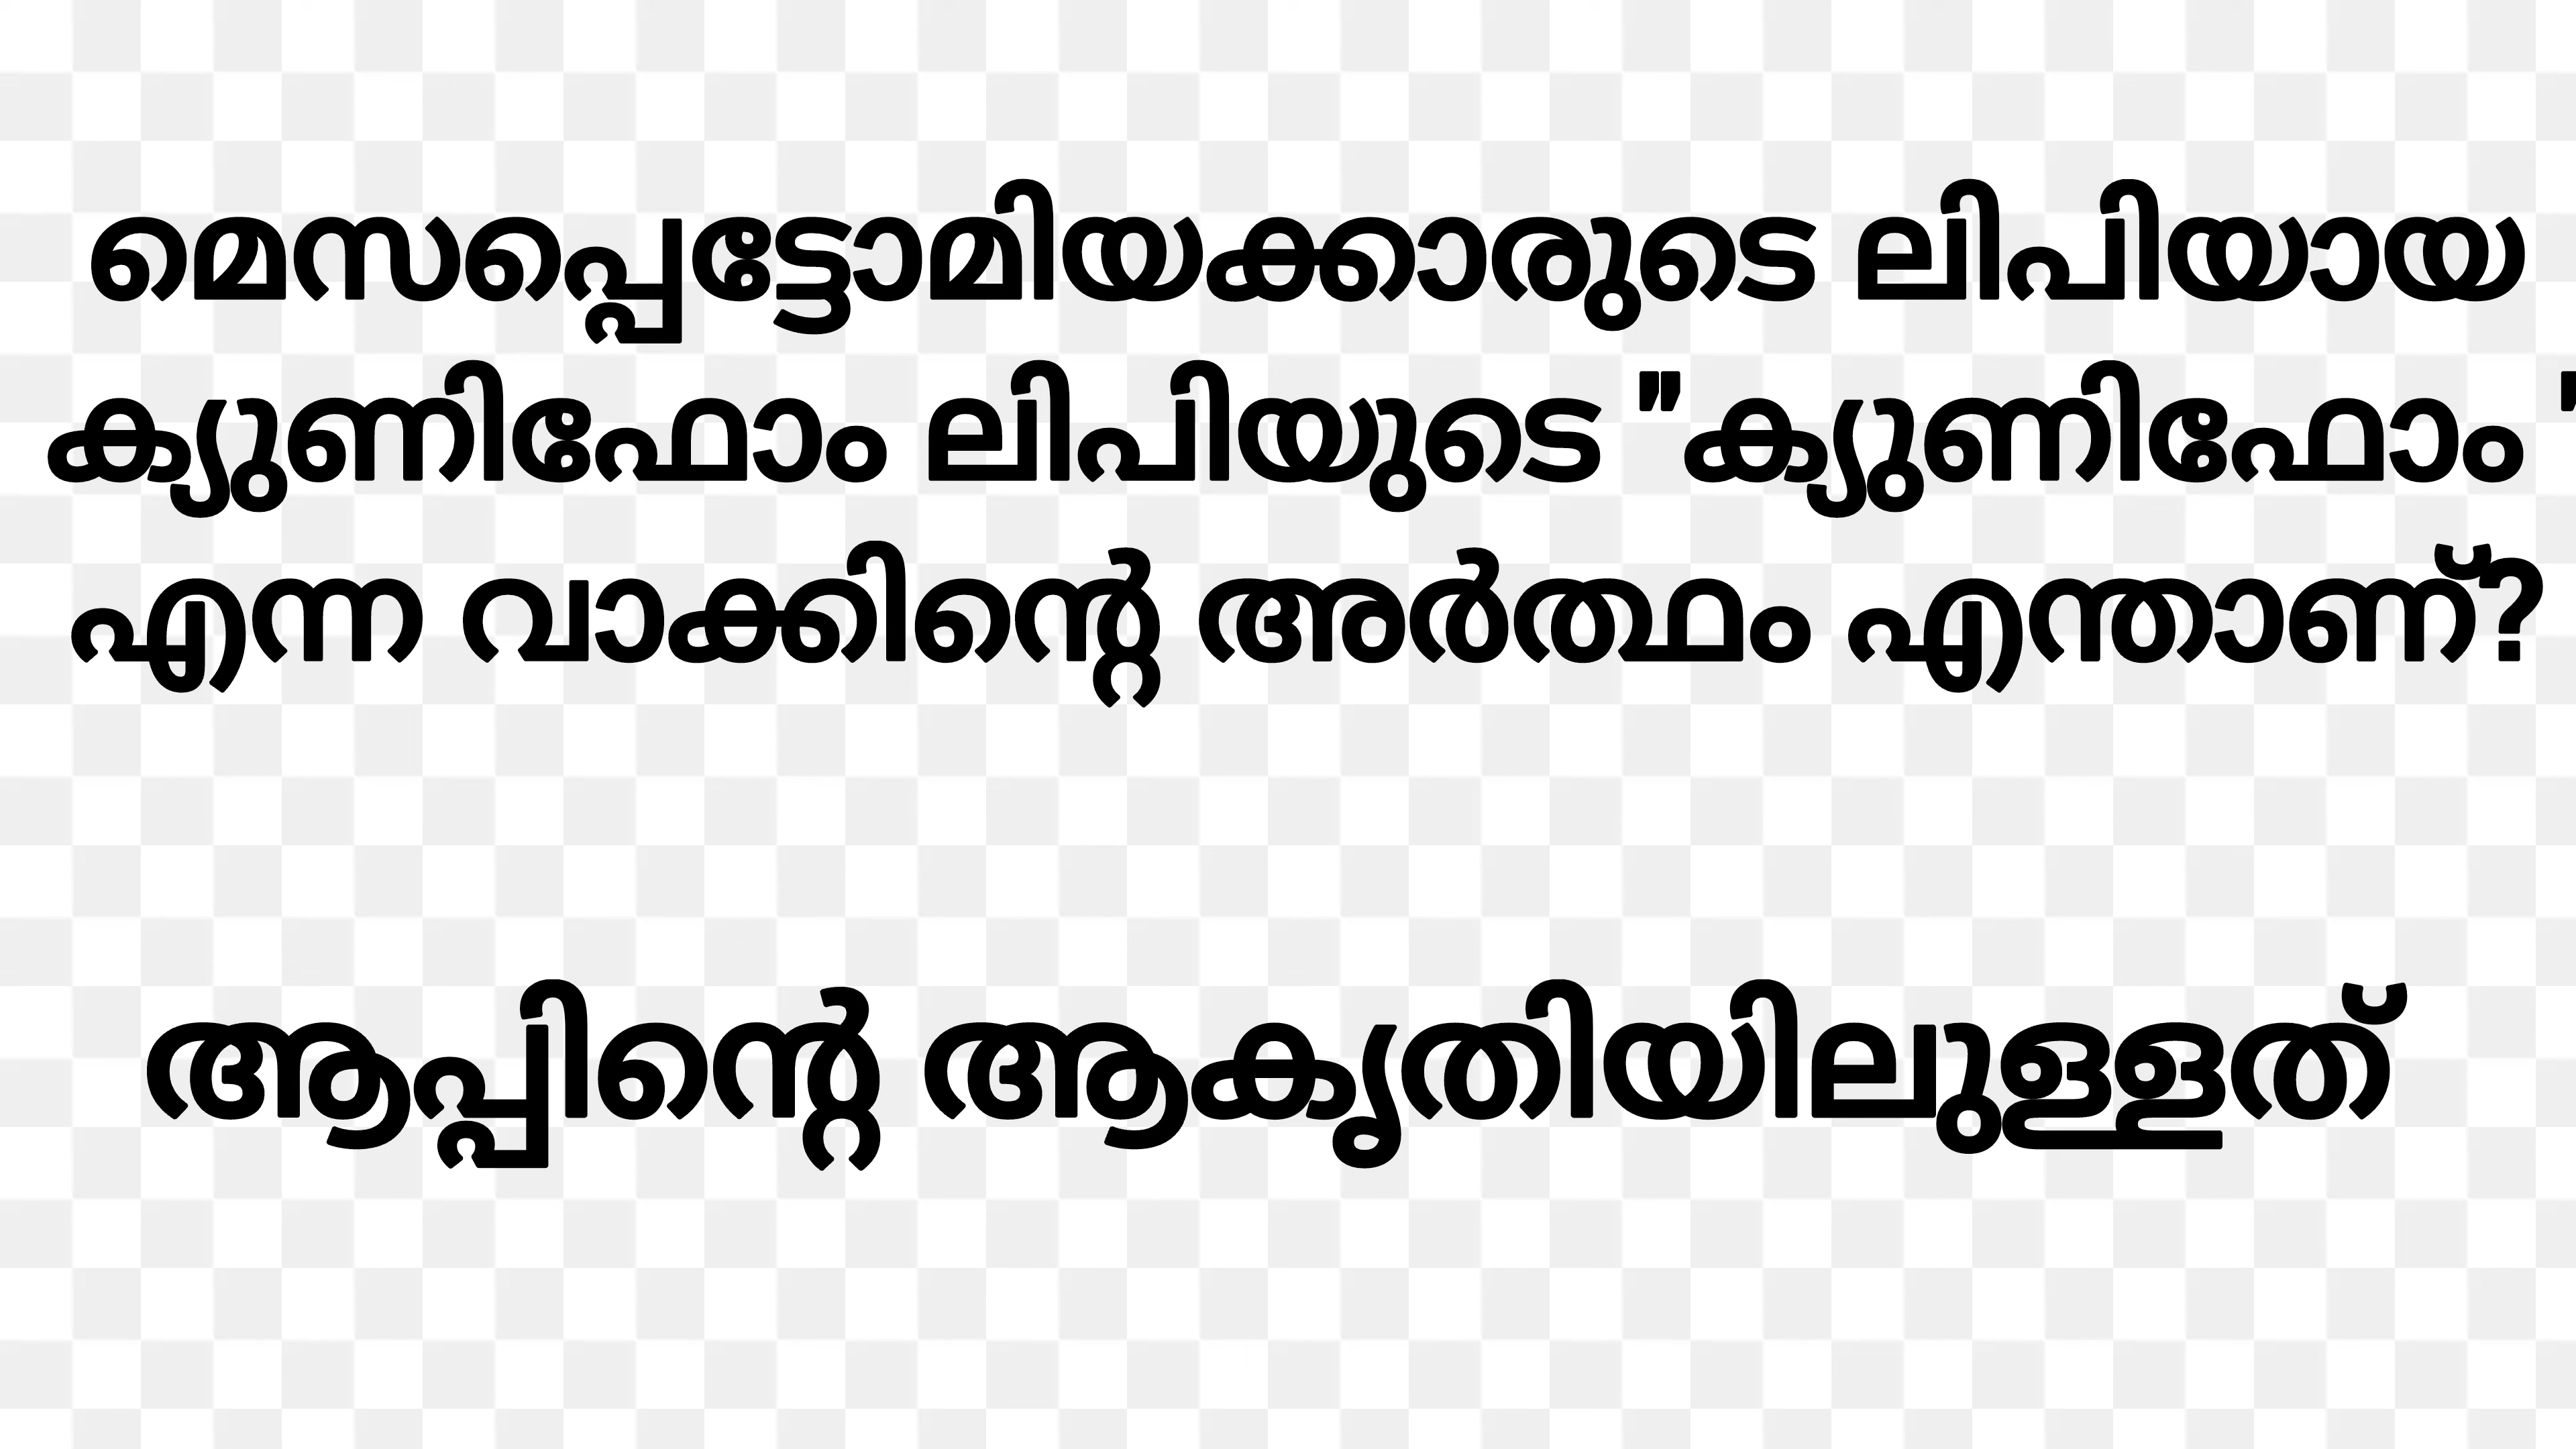 മെസപ്പെട്ടോമിയക്കാരുടെ ലിപിയായ
ക്യുണിഫോം ലിപിയുടെ "ക്യുണിഫോം "
എന്ന വാക്കിന്റെ അർത്ഥം എന്താണ്?
ആപ്പിന്റെ ആകൃതിയിലുള്ളത്